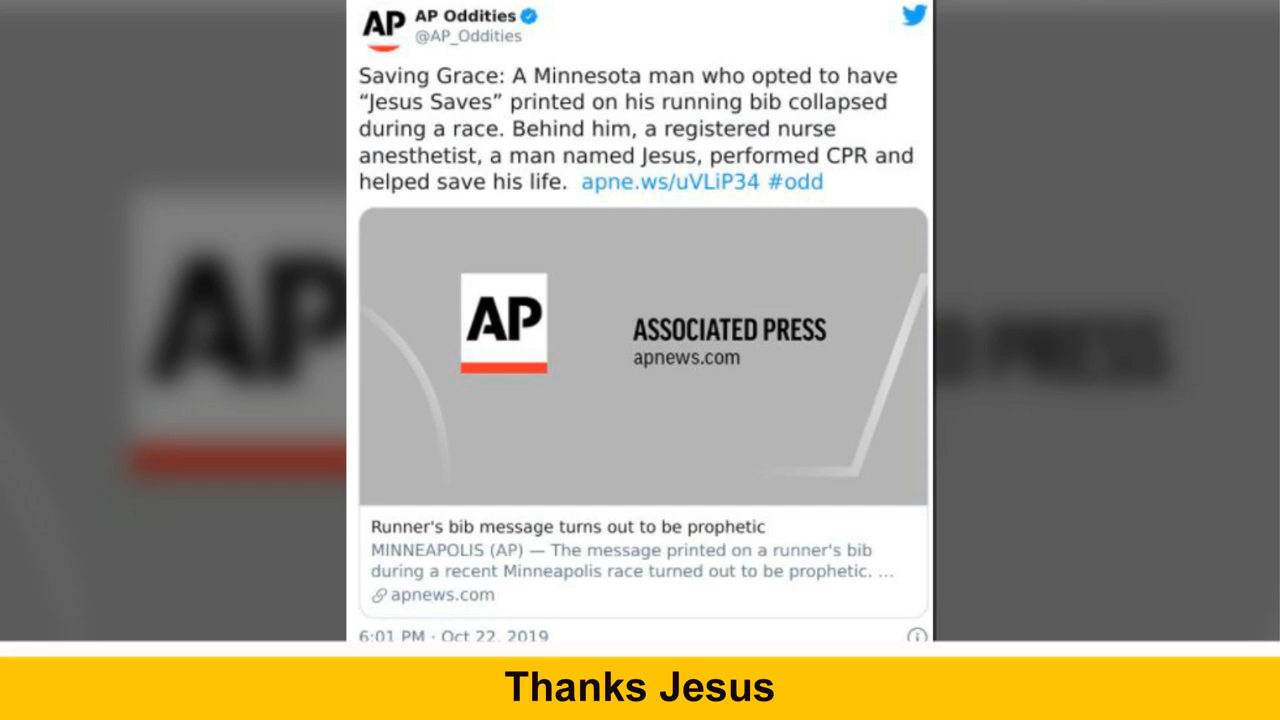 AP
AP Oddities
@AP_Oddities
Saving Grace: A Minnesota man who opted to have
“Jesus Saves” printed on his running bib collapsed
during a race. Behind him, a registered nurse
anesthetist, a man named Jesus, performed CPR and
helped save his life. apne.ws/uVLiP34 #odd
AP
ASSOCIATED PRESS
apnews.com
Runner's bib message turns out to be prophetic
MINNEAPOLIS (AP) — The message printed on a runner's bib
during a recent Minneapolis race turned out to be prophetic. ...
apnews.com
6:01 PM · Oct 22, 2019
Thanks Jesus